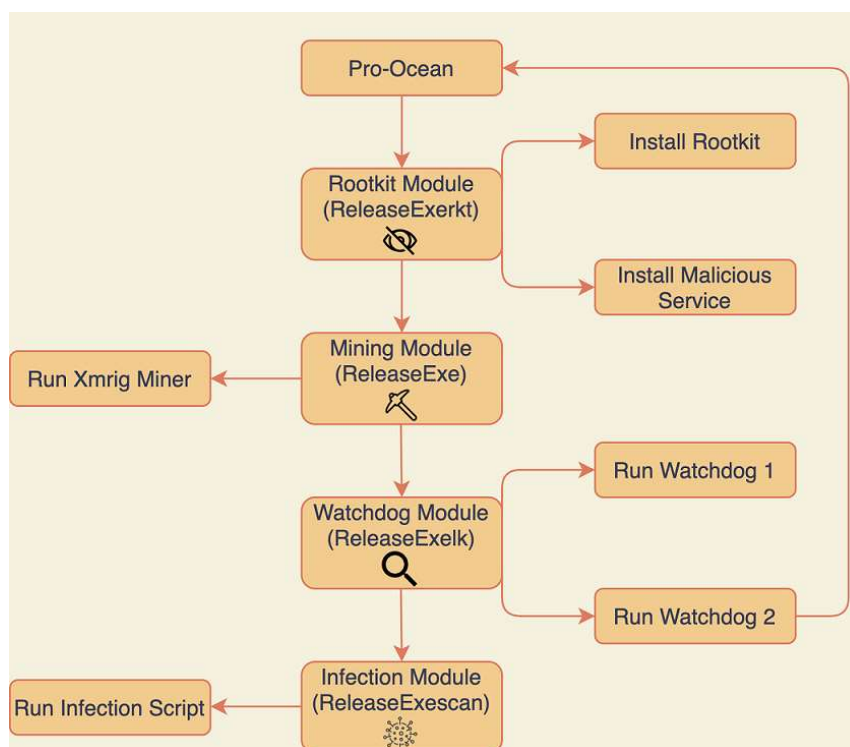 Pro-Ocean
Install Rootkit
Rootkit Module
(ReleaseExerkt)
Install Malicious
Service
Mining Module
(ReleaseExe)
Run Xmrig Miner
Run Watchdog 1
Watchdog Module
(ReleaseExelk)
Run Watchdog 2
Infection Module
(ReleaseExescan)
Run Infection Script